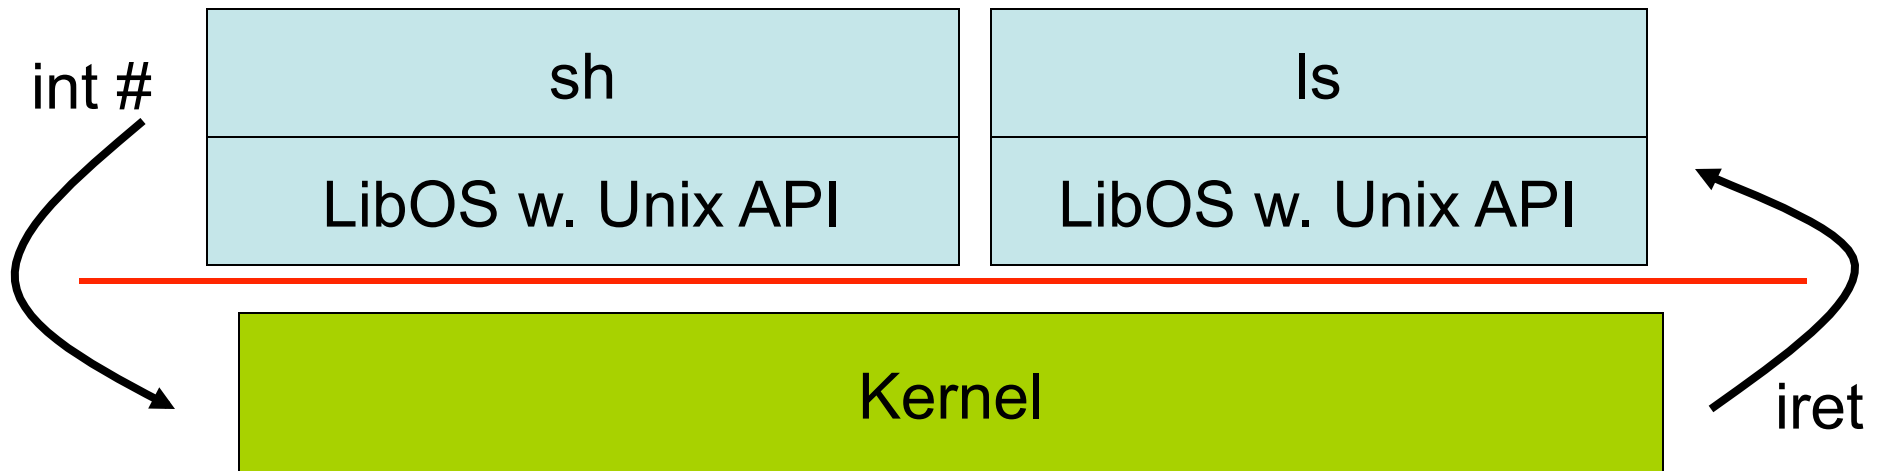 int #
sh
ls
LibOS w. Unix API
LibOS w. Unix API
Kernel
iret